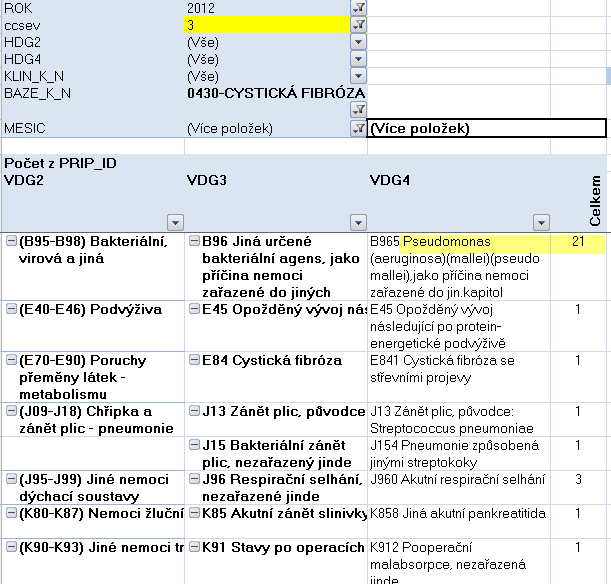 ROK 2012
ccsev 3
HDG2 (Vše)
HDG4 (Vše)
KLIN_K_N (Vše)
BAZE_K_N 0430-CYSTICKÁ FIBRÓZA
MESIC (Více položek) (Více položek)
Počet z PRIP_ID
VDG2 VDG3 VDG4 Celkem
(B95-B98) Bakteriální, B96 Jiná určené B965 Pseudomonas 21
virová a jiná bakteriální agens, jako (aeruginosa)(mallei)(pseudo
příčina nemoci mallei),jako příčina nemoci
zařazené do jiných zařazené do jin.kapitol
(E40-E46) Podvýživa E45 Opožděný vývoj nás E45 Opožděný vývoj 1
následující po protein-
energetické podvýživě
(E70-E90) Poruchy E84 Cystická fibróza E841 Cystická fibróza se 1
přeměny látek - střevními projevy
metabolismu
(J09-J18) Chřipka a J13 Zánět plic, původce J13 Zánět plic, původce: 1
zánět plic - pneumonie Streptococcus pneumoniae
J15 Bakteriální zánět J154 Pneumonie způsobená 1
plic, nezařazený jinde jinými streptokoky
(J95-J99) Jiné nemoci J96 Respirační selhání, J960 Akutní respirační selhání 3
dýchací soustavy nezařazené jinde
(K80-K87) Nemoci žluční K85 Akutní zánět slinivky K858 Jiná akutní pankreatitida 1
(K90-K93) Jiné nemoci tr K91 Stavy po operacích K912 Pooperační 1
malabsorpce, nezařazená
jinde